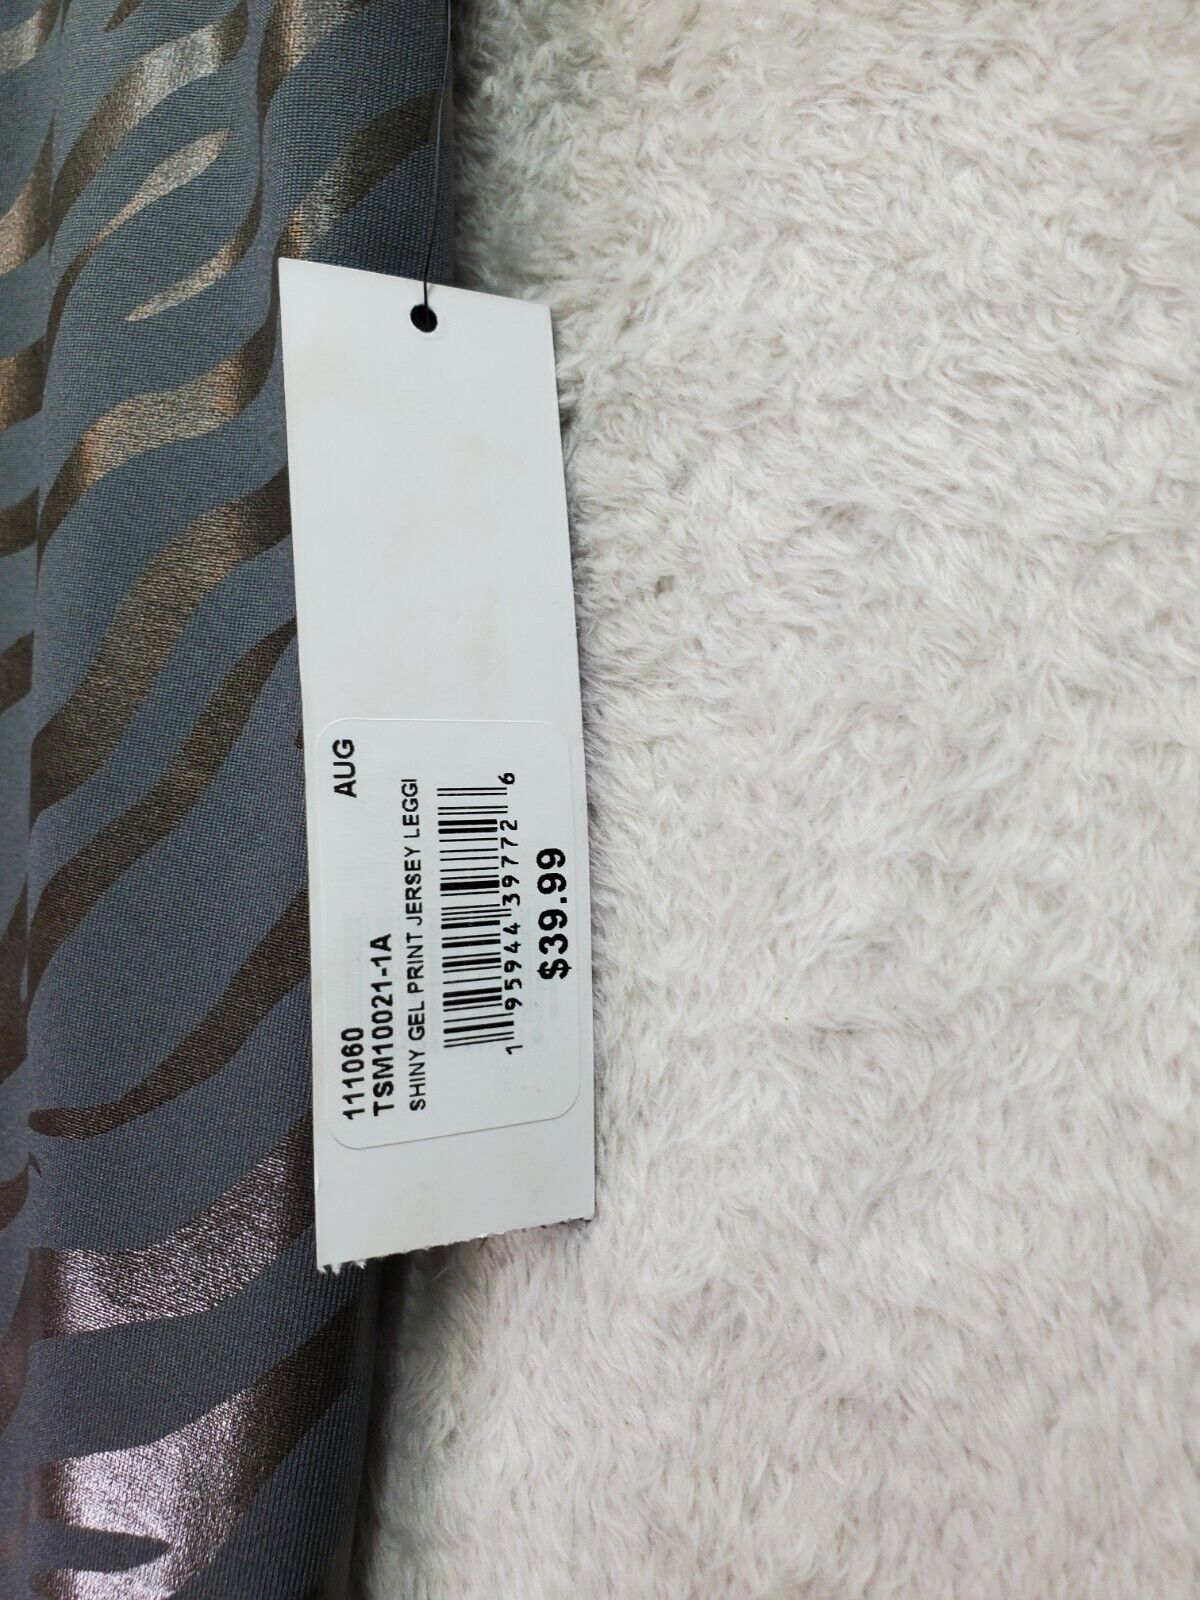 111060 AUG
TSM10021-1A
SHINY GEL PRINT JERSEY LEGGI
1 95944 39772 6
$39.99